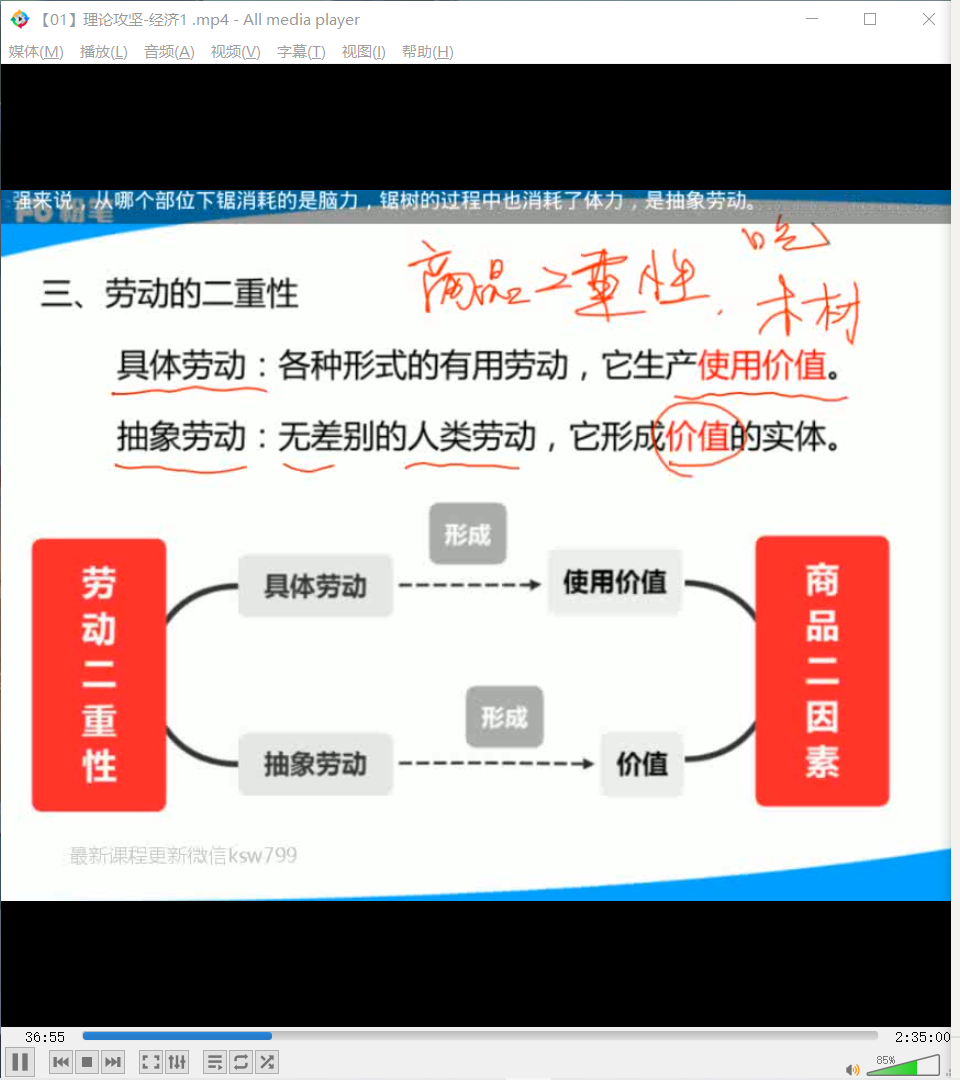 【01】理论攻坚-经济1 .mp4 - All media player
媒体(M) 播放(L) 音频(A) 视频(V) 字幕(T) 视图(I) 帮助(H)
强来说，从哪个部位下锯消耗的是脑力，锯树的过程中也消耗了体力，是抽象劳动。
粉笔
吃
商品二重性.
木材
三、劳动的二重性
具体劳动：各种形式的有用劳动，它生产使用价值。
抽象劳动：无差别的人类劳动，它形成价值的实体。
劳动二重性
具体劳动
形成
使用价值
抽象劳动
形成
价值
商品二因素
最新课程更新微信ksw799
36:55
2:35:00
85%